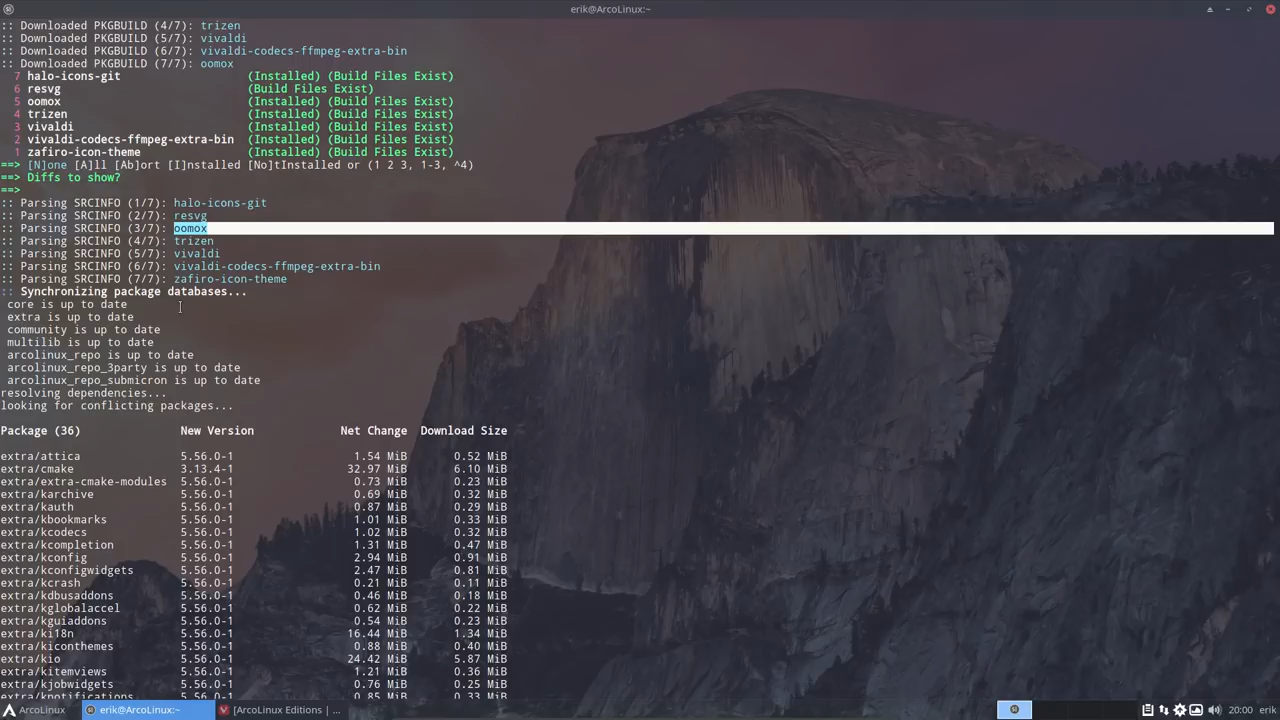 erik@ArcoLinux:~
:: Downloaded PKGBUILD (4/7): trizen
:: Downloaded PKGBUILD (5/7): vivaldi
:: Downloaded PKGBUILD (6/7): vivaldi-codecs-ffmpeg-extra-bin
:: Downloaded PKGBUILD (7/7): oomox
7 halo-icons-git (Installed) (Build Files Exist)
6 resvg (Build Files Exist)
5 oomox (Installed) (Build Files Exist)
4 trizen (Installed) (Build Files Exist)
3 vivaldi (Installed) (Build Files Exist)
2 vivaldi-codecs-ffmpeg-extra-bin (Installed) (Build Files Exist)
1 zafiro-icon-theme (Installed) (Build Files Exist)
==> [N]one [A]ll [Ab]ort [I]nstalled [No]tInstalled or (1 2 3, 1-3, ^4)
==> Diffs to show?
==>
:: Parsing SRCINFO (1/7): halo-icons-git
:: Parsing SRCINFO (2/7): resvg
:: Parsing SRCINFO (3/7): oomox
:: Parsing SRCINFO (4/7): trizen
:: Parsing SRCINFO (5/7): vivaldi
:: Parsing SRCINFO (6/7): vivaldi-codecs-ffmpeg-extra-bin
:: Parsing SRCINFO (7/7): zafiro-icon-theme
:: Synchronizing package databases...
core is up to date
extra is up to date
community is up to date
multilib is up to date
arcolinux_repo is up to date
arcolinux_repo_3party is up to date
arcolinux_repo_submicron is up to date
resolving dependencies...
looking for conflicting packages...
Package (36) New Version Net Change Download Size
extra/attica 5.56.0-1 1.54 MiB 0.52 MiB
extra/cmake 3.13.4-1 32.97 MiB 6.10 MiB
extra/extra-cmake-modules 5.56.0-1 0.73 MiB 0.23 MiB
extra/karchive 5.56.0-1 0.69 MiB 0.32 MiB
extra/kauth 5.56.0-1 0.87 MiB 0.29 MiB
extra/kbookmarks 5.56.0-1 1.01 MiB 0.33 MiB
extra/kcodecs 5.56.0-1 1.02 MiB 0.32 MiB
extra/kcompletion 5.56.0-1 1.31 MiB 0.47 MiB
extra/kconfig 5.56.0-1 2.94 MiB 0.91 MiB
extra/kconfigwidgets 5.56.0-1 2.47 MiB 0.81 MiB
extra/kcrash 5.56.0-1 0.21 MiB 0.11 MiB
extra/kdbusaddons 5.56.0-1 0.46 MiB 0.18 MiB
extra/kglobalaccel 5.56.0-1 0.62 MiB 0.22 MiB
extra/kguiaddons 5.56.0-1 0.54 MiB 0.23 MiB
extra/ki18n 5.56.0-1 16.44 MiB 1.34 MiB
extra/kiconthemes 5.56.0-1 0.88 MiB 0.40 MiB
extra/kio 5.56.0-1 24.42 MiB 5.87 MiB
extra/kitemviews 5.56.0-1 1.21 MiB 0.36 MiB
extra/kjobwidgets 5.56.0-1 0.76 MiB 0.25 MiB
extra/knotifications 5.56.0-1 0.85 MiB 0.33 MiB
ArcoLinux erik@ArcoLinux:~ [ArcoLinux Editions | ... 20:00 erik